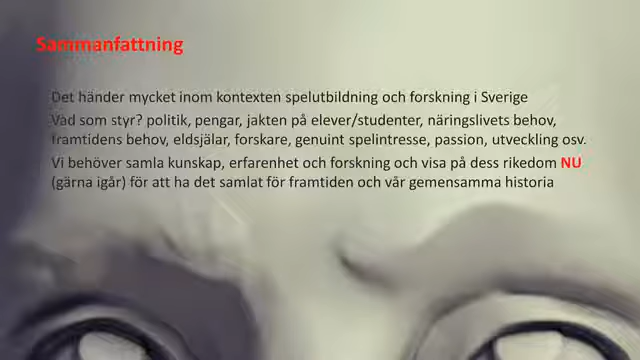 Sammanfattning
Det händer mycket inom kontexten spelutbildning och forskning i Sverige
Vad som styr? politik, pengar, jakten på elever/studenter, näringslivets behov,
framtidens behov, eldsjälar, forskare, genuint spelintresse, passion, utveckling osv.
Vi behöver samla kunskap, erfarenhet och forskning och visa på dess rikedom NU
(gärna igår) för att ha det samlat för framtiden och vår gemensamma historia